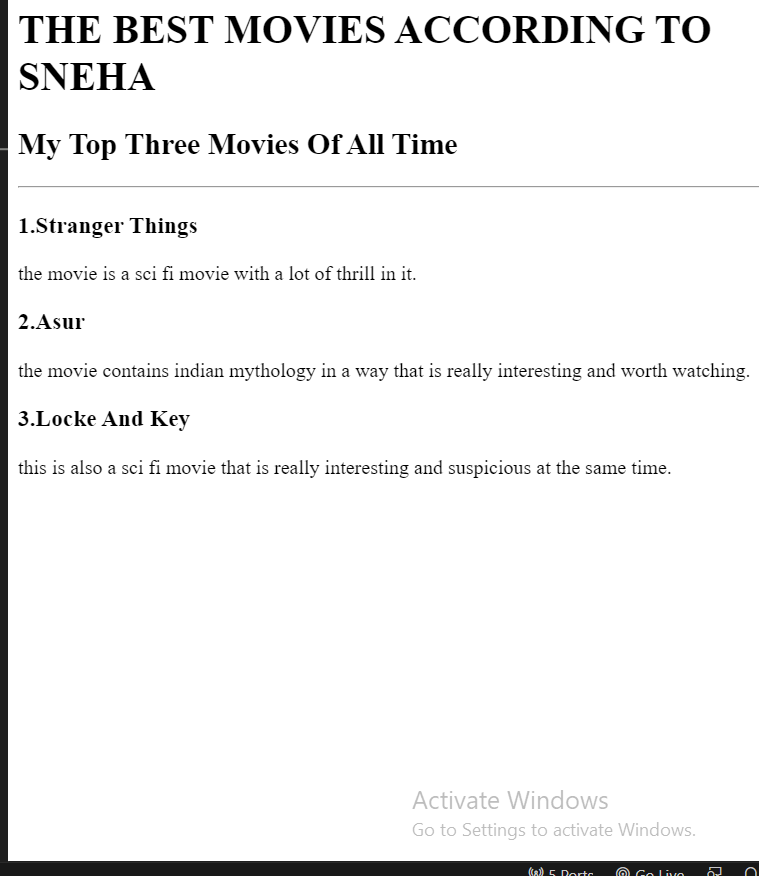 THE BEST MOVIES ACCORDING TO
SNEHA
My Top Three Movies Of All Time
1.Stranger Things
the movie is a sci fi movie with a lot of thrill in it.
2.Asur
the movie contains indian mythology in a way that is really interesting and worth watching.
3.Locke And Key
this is also a sci fi movie that is really interesting and suspicious at the same time.
Activate Windows
Go to Settings to activate Windows.
5 Ports Go Live